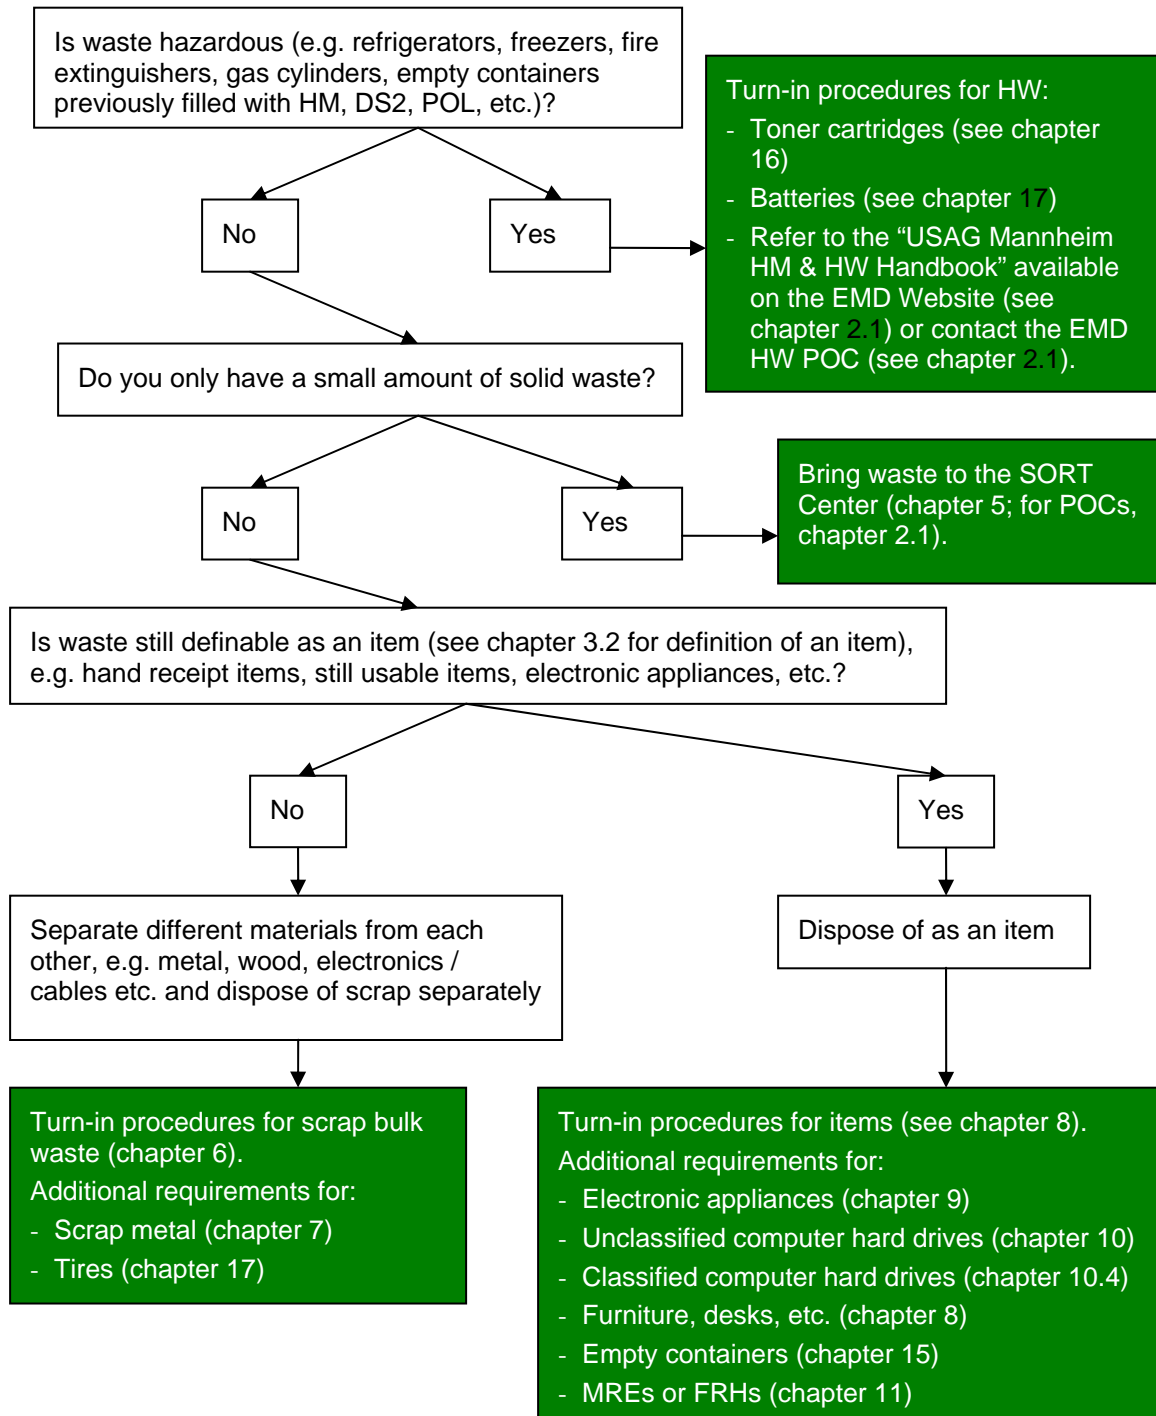 Is waste hazardous (e.g. refrigerators, freezers, fire
extinguishers, gas cylinders, empty containers
previously filled with HM, DS2, POL, etc.)?
Turn-in procedures for HW:
- Toner cartridges (see chapter
16)
- Batteries (see chapter 17)
- Refer to the “USAG Mannheim
HM & HW Handbook” available
on the EMD Website (see
chapter 2.1) or contact the EMD
HW POC (see chapter 2.1).
No
Yes
Do you only have a small amount of solid waste?
No
Yes
Bring waste to the SORT
Center (chapter 5; for POCs,
chapter 2.1).
Is waste still definable as an item (see chapter 3.2 for definition of an item),
e.g. hand receipt items, still usable items, electronic appliances, etc.?
No
Yes
Separate different materials from each
other, e.g. metal, wood, electronics /
cables etc. and dispose of scrap separately
Dispose of as an item
Turn-in procedures for scrap bulk
waste (chapter 6).
Additional requirements for:
- Scrap metal (chapter 7)
- Tires (chapter 17)
Turn-in procedures for items (see chapter 8).
Additional requirements for:
- Electronic appliances (chapter 9)
- Unclassified computer hard drives (chapter 10)
- Classified computer hard drives (chapter 10.4)
- Furniture, desks, etc. (chapter 8)
- Empty containers (chapter 15)
- MREs or FRHs (chapter 11)